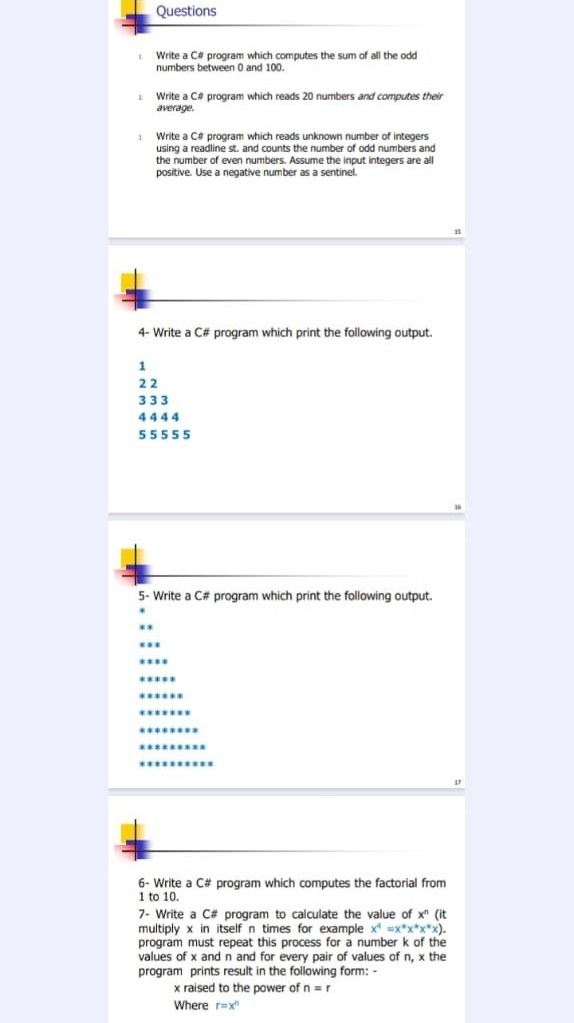 Questions
1. Write a C# program which computes the sum of all the odd
numbers between 0 and 100.
1. Write a C# program which reads 20 numbers and computes their
average.
1. Write a C# program which reads unknown number of integers
using a readline st. and counts the number of odd numbers and
the number of even numbers. Assume the input integers are all
positive. Use a negative number as a sentinel.
15
4- Write a C# program which print the following output.
1
2 2
3 3 3
4 4 4 4
5 5 5 5 5
16
5- Write a C# program which print the following output.
*
**
***
****
*****
******
*******
********
*********
**********
17
6- Write a C# program which computes the factorial from
1 to 10.
7- Write a C# program to calculate the value of xⁿ (it
multiply x in itself n times for example x⁴ =x*x*x*x).
program must repeat this process for a number k of the
values of x and n and for every pair of values of n, x the
program prints result in the following form: -
x raised to the power of n = r
Where r=xⁿ